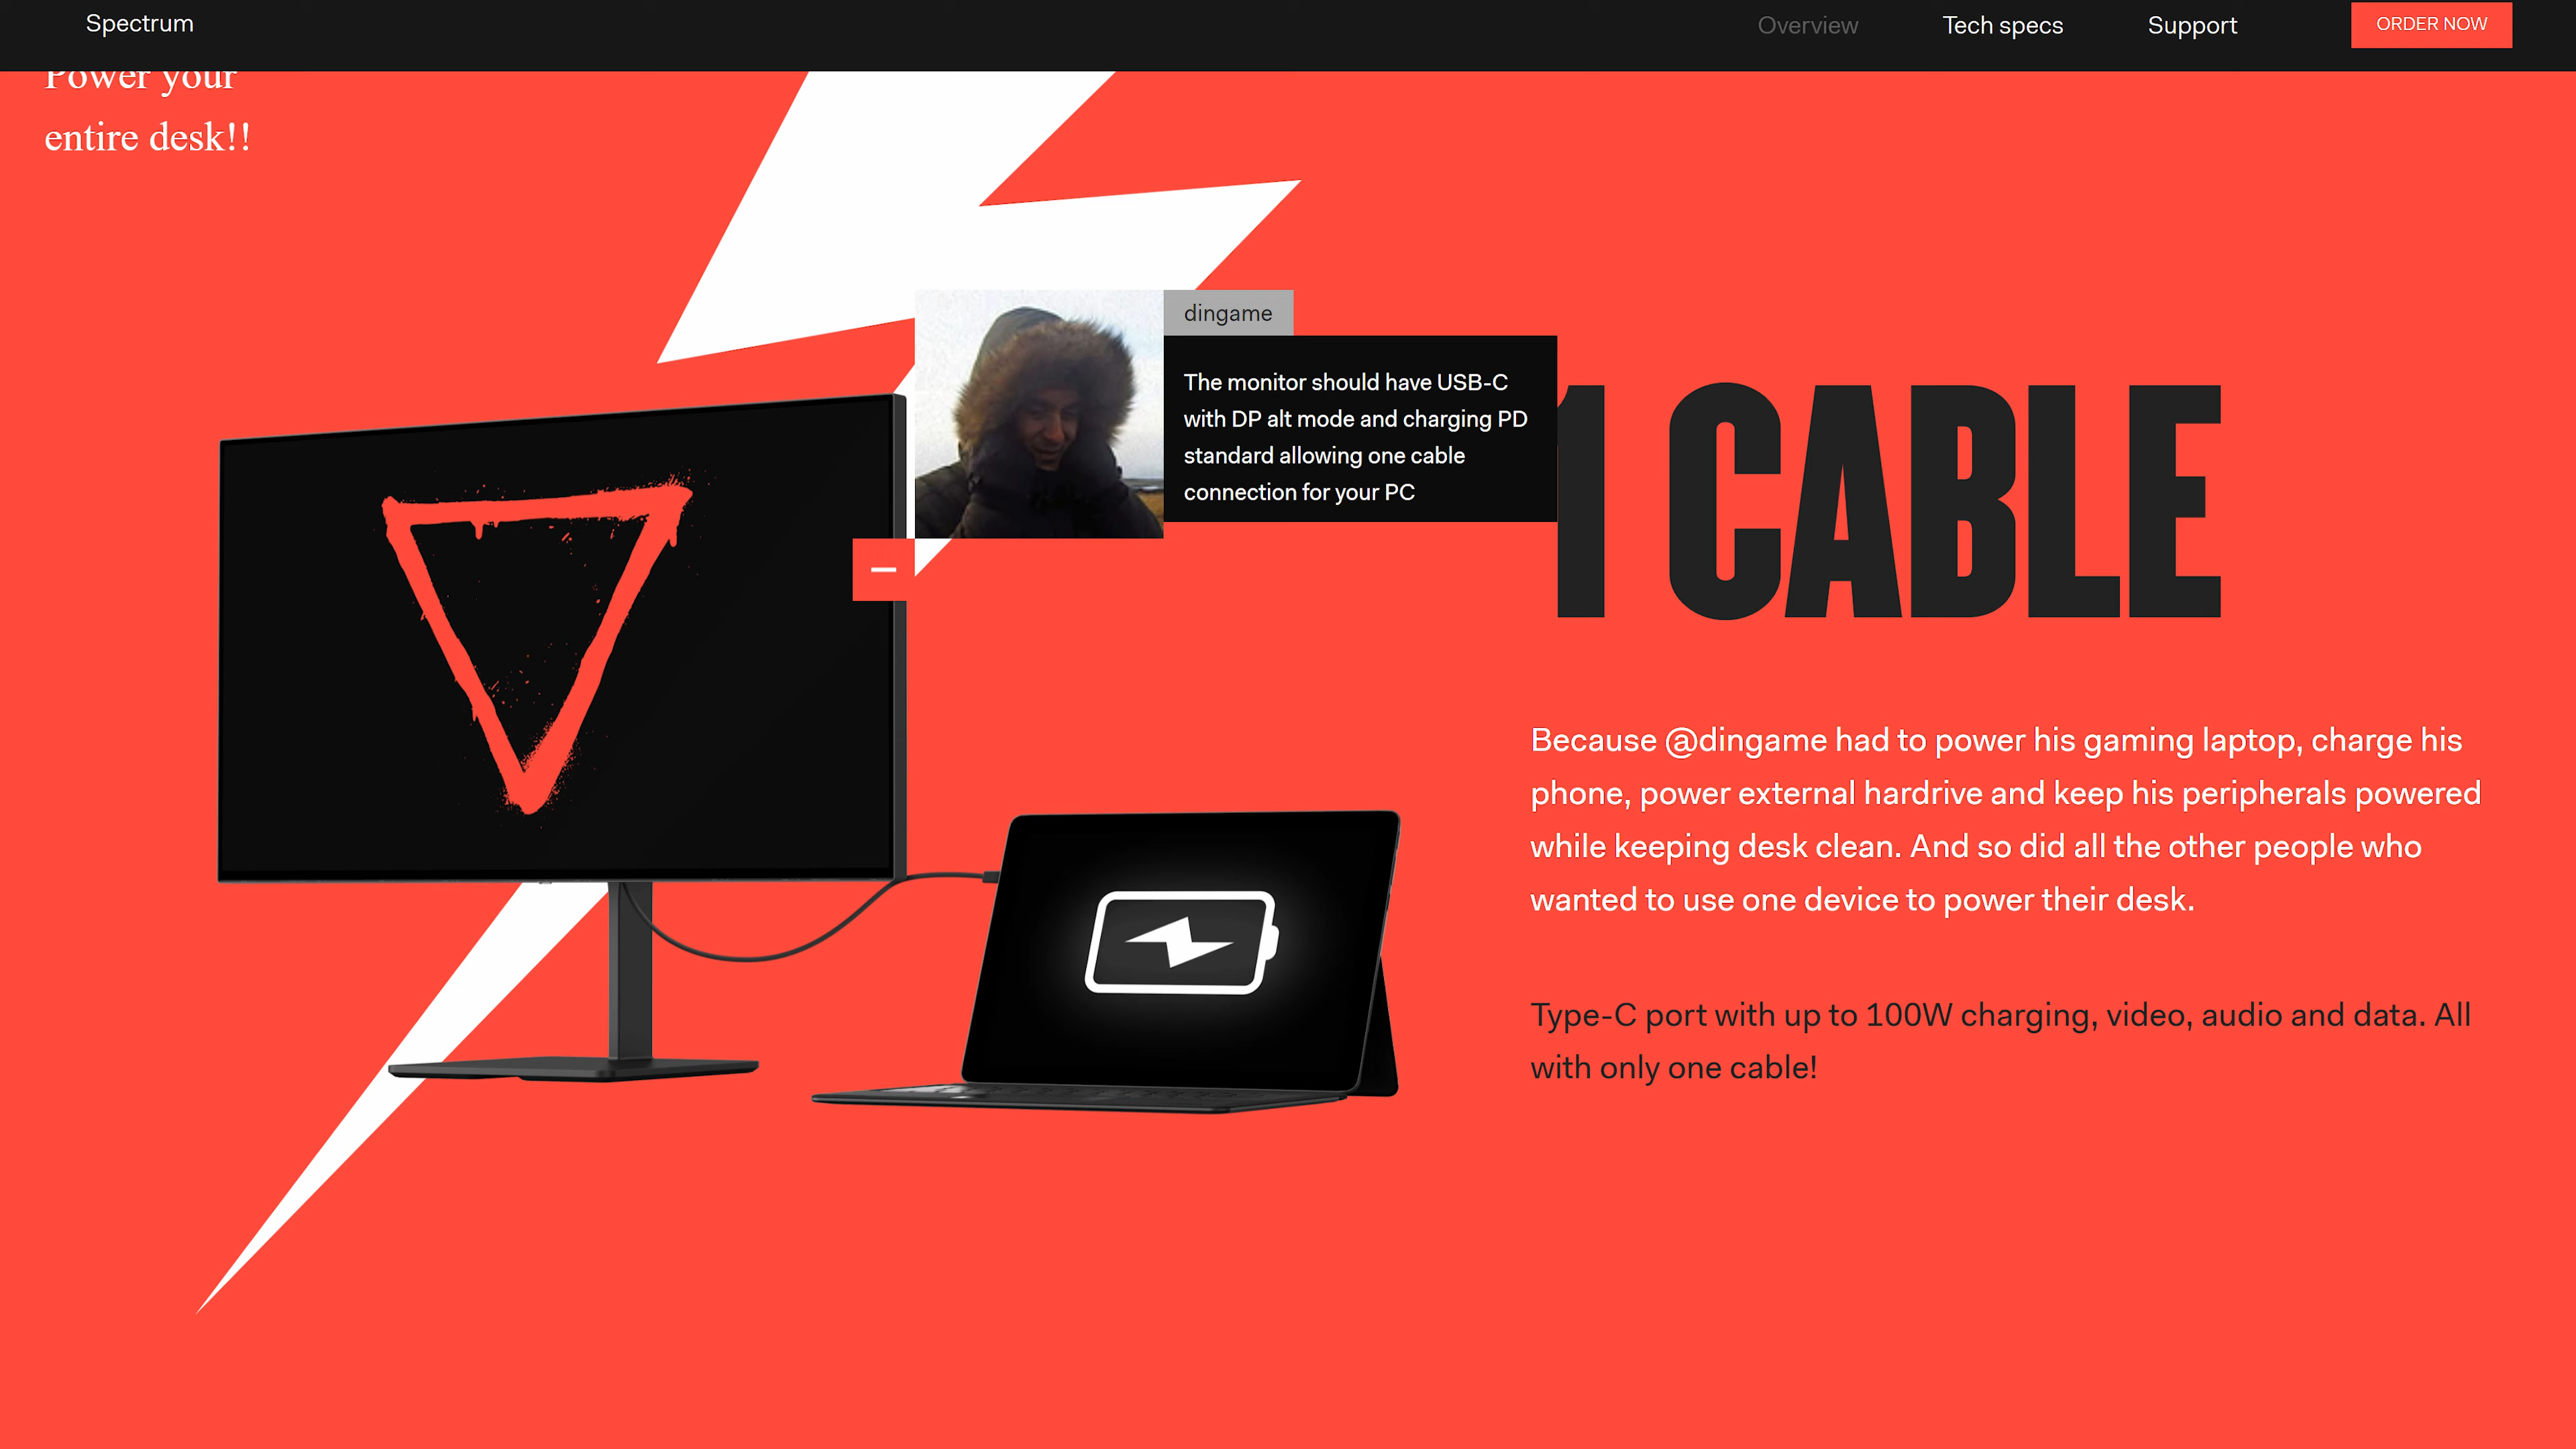 Spectrum
Overview
Tech specs
Support
ORDER NOW
Power your
entire desk!!
dingame
The monitor should have USB-C
with DP alt mode and charging PD
standard allowing one cable
connection for your PC
1 CABLE
Because @dingame had to power his gaming laptop, charge his
phone, power external hardrive and keep his peripherals powered
while keeping desk clean. And so did all the other people who
wanted to use one device to power their desk.
Type-C port with up to 100W charging, video, audio and data. All
with only one cable!